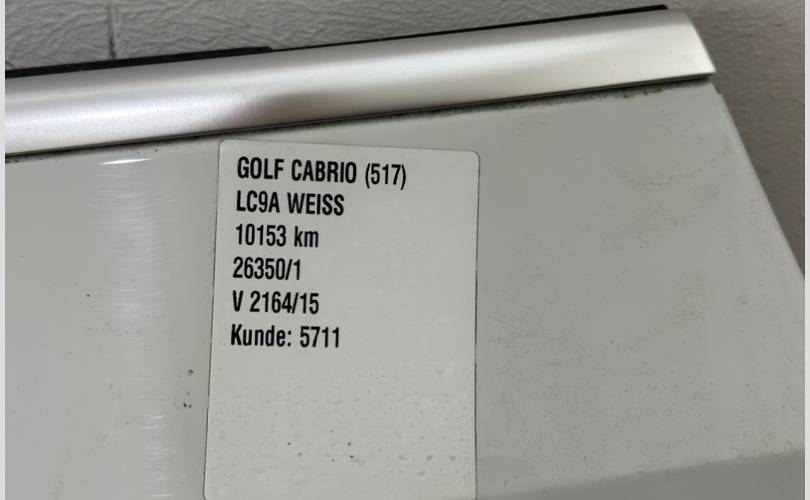 GOLF CABRIO (517)
LC9A WEISS
10153 km
26350/1
V 2164/15
Kunde: 5711